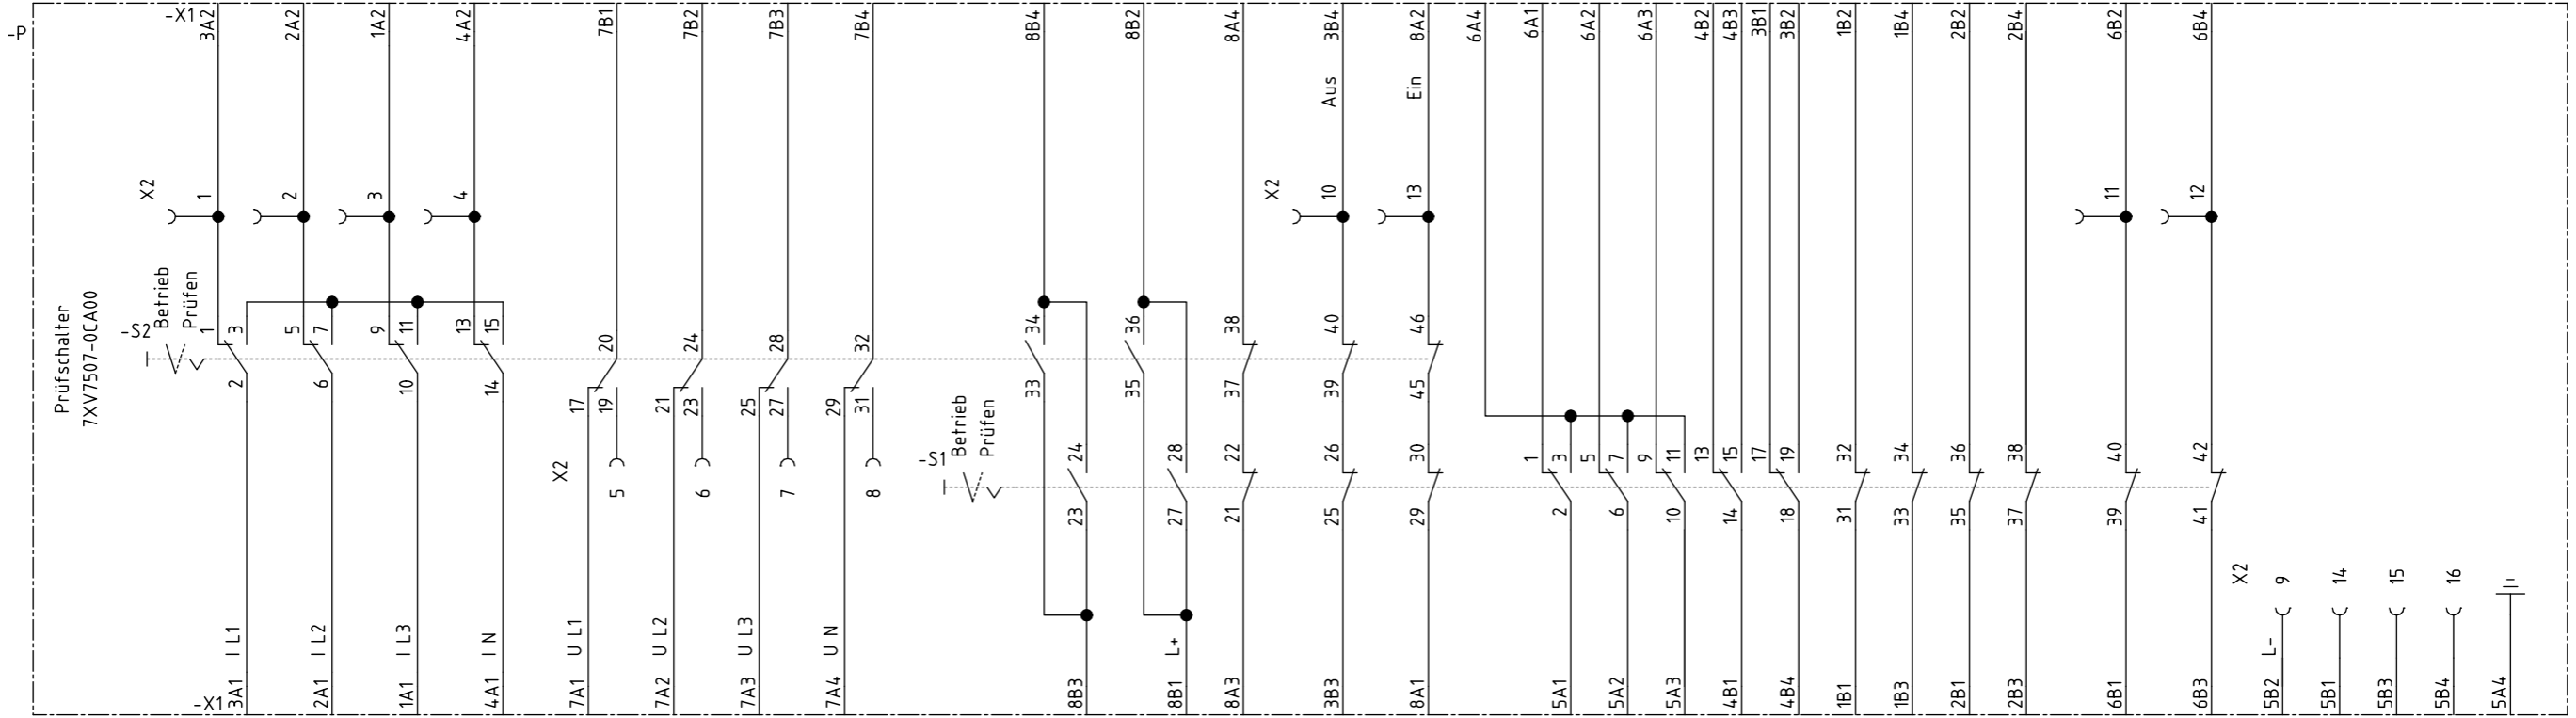 -P
Prüfschalter
7XV7507-0CA00
-X1
3A2
2A2
1A2
4A2
7B1
7B2
7B3
7B4
8B4
8B2
8A4
3B4
8A2
6A4
6A1
6A2
6A3
4B2
4B3
3B1
3B2
1B2
1B4
2B2
2B4
6B2
6B4
Aus
Ein
X2
1
2
3
4
X2
10
13
11
12
-S2
Betrieb
Prüfen
1
3
5
7
9
11
13
15
20
24
28
32
34
36
38
40
46
2
6
10
14
17
19
21
23
25
27
29
31
33
35
37
39
45
X2
5
6
7
8
-S1
Betrieb
Prüfen
24
28
22
26
30
1
3
5
7
9
11
13
15
17
19
32
34
36
38
40
42
23
27
21
25
29
2
6
10
14
18
31
33
35
37
39
41
X2
9
14
15
16
I L1
I L2
I L3
I N
U L1
U L2
U L3
U N
L+
L-
-X1
3A1
2A1
1A1
4A1
7A1
7A2
7A3
7A4
8B3
8B1
8A3
3B3
8A1
5A1
5A2
5A3
4B1
4B4
1B1
1B3
2B1
2B3
6B1
6B3
5B2
5B1
5B3
5B4
5A4